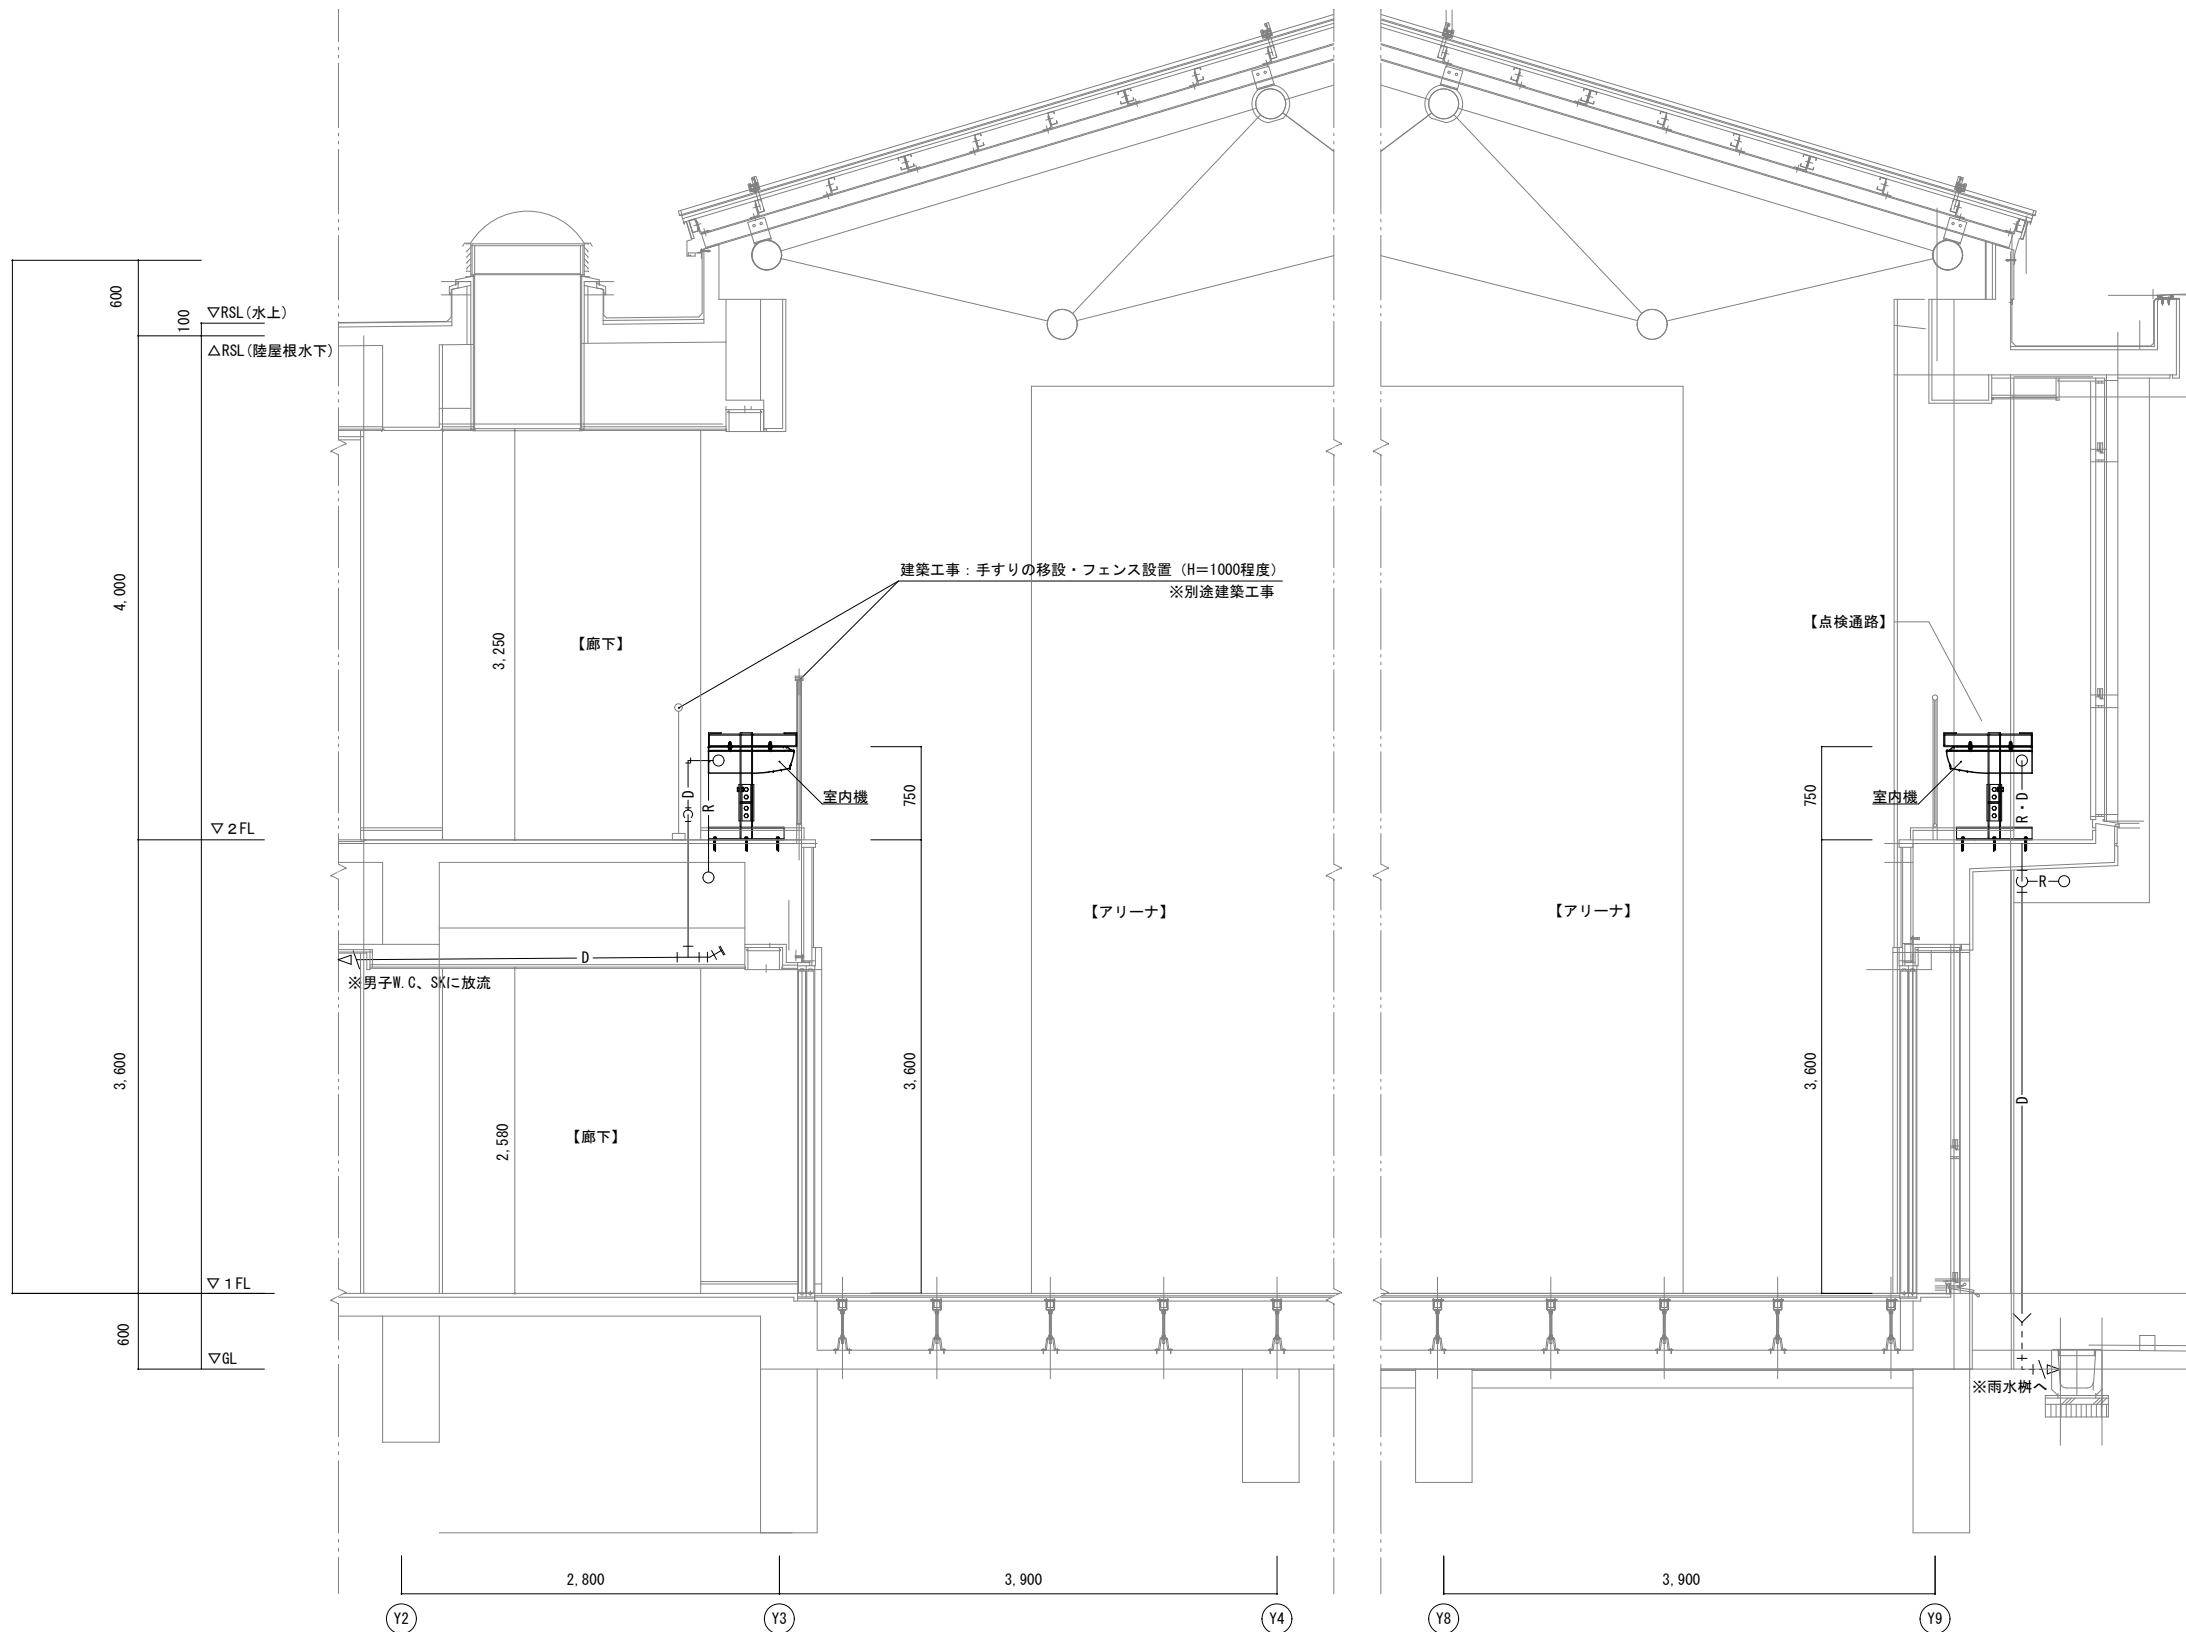 600
100
▽RSL(水上)
△RSL(陸屋根水下)
4,000
建築工事：手すりの移設・フェンス設置（H=1000程度）
※別途建築工事
【点検通路】
3,250
【廊下】
D
R
室内機
750
750
室内機
R・D
▽２FL
R
【アリーナ】
【アリーナ】
D
※男子W.C、SKに放流
3,600
3,600
3,600
D
2,580
【廊下】
▽１FL
600
▽GL
※雨水桝へ
2,800
3,900
3,900
Y2
Y3
Y4
Y8
Y9